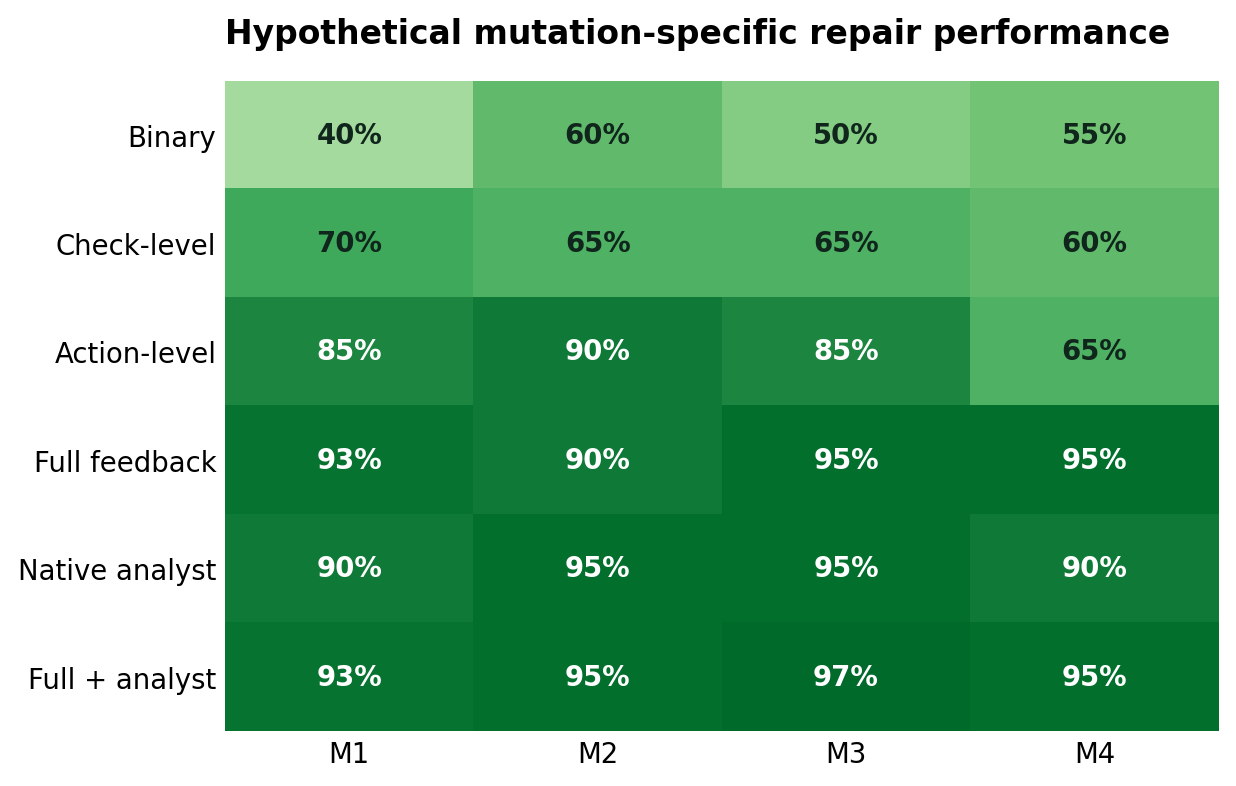 Hypothetical mutation-specific repair performance
Binary 40% 60% 50% 55%
Check-level 70% 65% 65% 60%
Action-level 85% 90% 85% 65%
Full feedback 93% 90% 95% 95%
Native analyst 90% 95% 95% 90%
Full + analyst 93% 95% 97% 95%
M1 M2 M3 M4